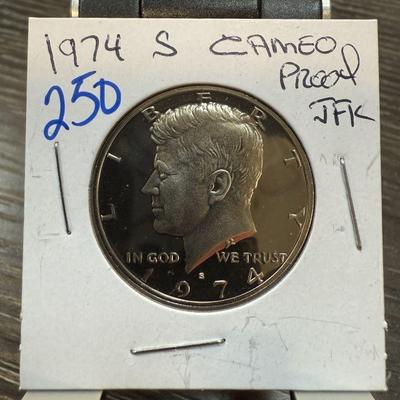 1974 S CAMEO
250 Proof
JFK
LIBERTY
IN GOD WE TRUST
S
1974